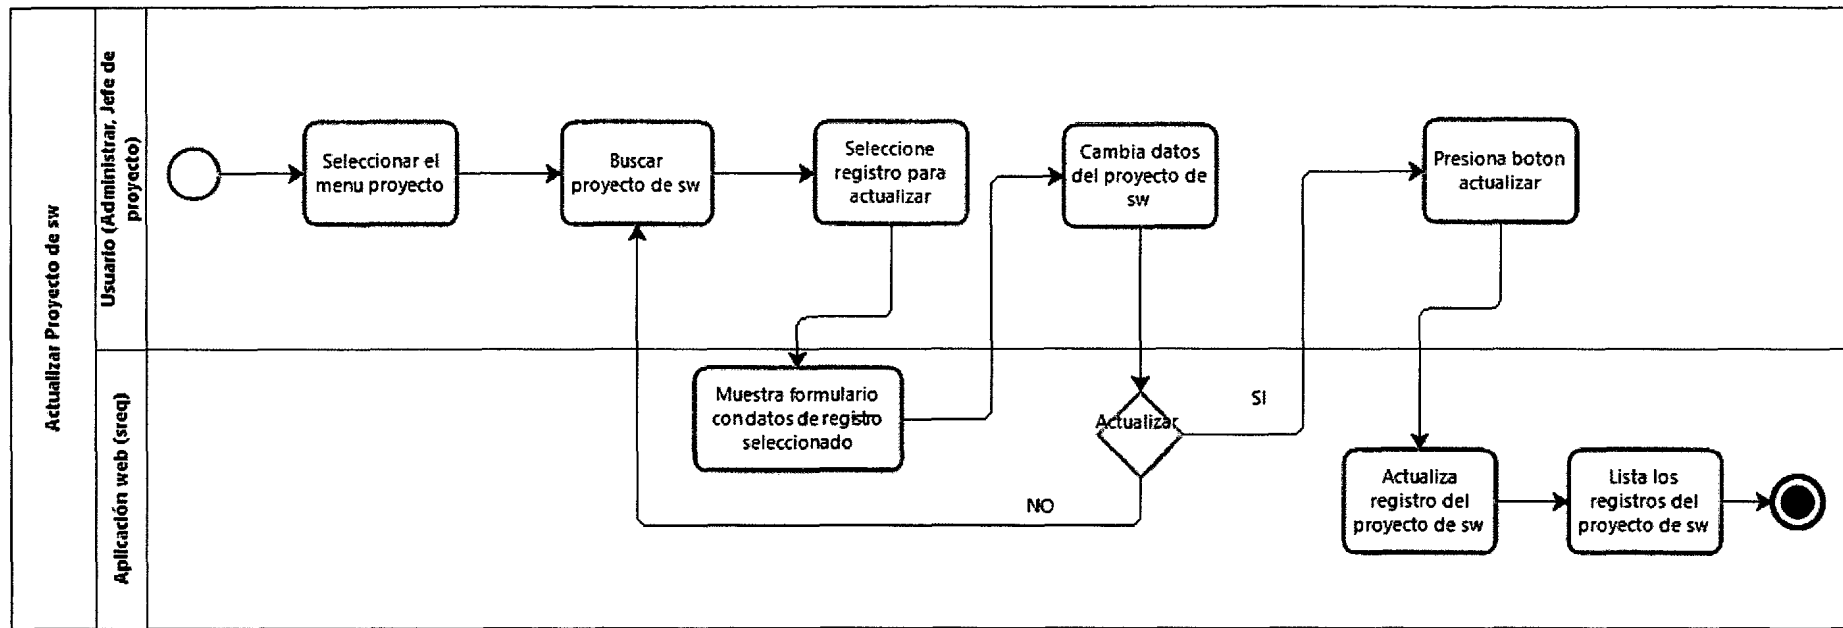 Actualizar Proyecto de sw
Usuario (Administrar, Jefe de
proyecto)
Seleccionar el
menu proyecto
Buscar
proyecto de sw
Seleccione
registro para
actualizar
Cambia datos
del proyecto de
sw
Presiona boton
actualizar
Aplicación web (sreq)
Muestra formulario
con datos de registro
seleccionado
Actualizar
SI
NO
Actualiza
registro del
proyecto de sw
Lista los
registros del
proyecto de sw